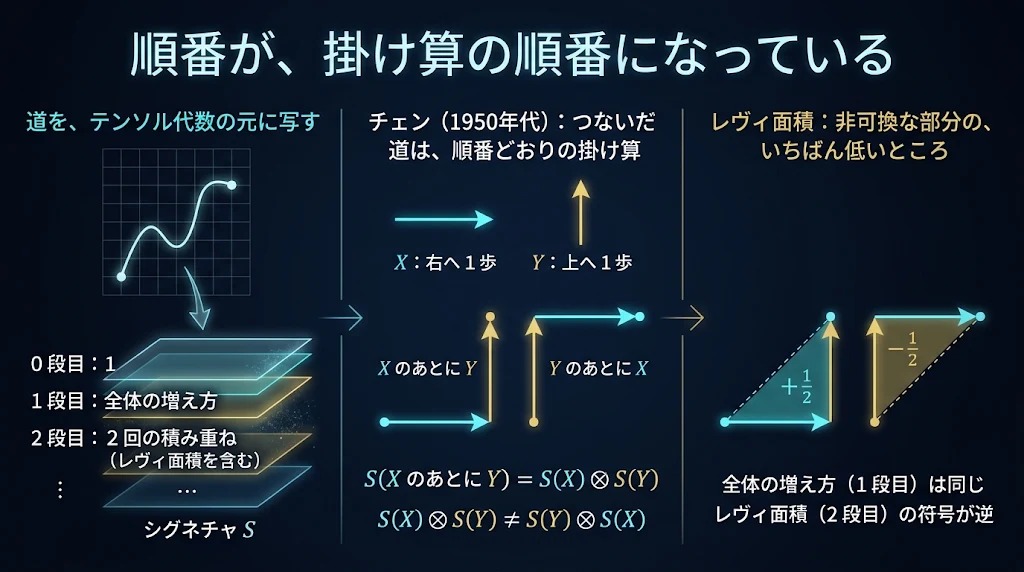 順番が、掛け算の順番になっている
道を、テンソル代数の元に写す
0段目：1
1段目：全体の増え方
2段目：2回の積み重ね
（レヴィ面積を含む）
⋮
…
シグネチャ S
チェン（1950年代）：つないだ
道は、順番どおりの掛け算
X：右へ1歩
Y：上へ1歩
XのあとにY
YのあとにX
S(XのあとにY) = S(X) ⊗ S(Y)
S(X) ⊗ S(Y) ≠ S(Y) ⊗ S(X)
レヴィ面積：非可換な部分の、
いちばん低いところ
+1/2
−1/2
全体の増え方（1段目）は同じ
レヴィ面積（2段目）の符号が逆